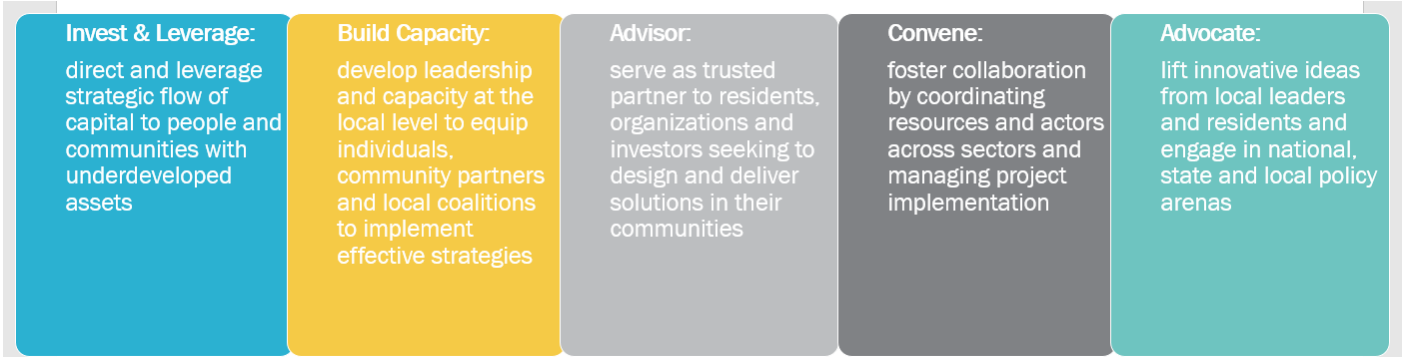 Invest & Leverage:
direct and leverage
strategic flow of
capital to people and
communities with
underdeveloped
assets
Build Capacity:
develop leadership
and capacity at the
local level to equip
individuals,
community partners
and local coalitions
to implement
effective strategies
Advisor:
serve as trusted
partner to residents,
organizations and
investors seeking to
design and deliver
solutions in their
communities
Convene:
foster collaboration
by coordinating
resources and actors
across sectors and
managing project
implementation
Advocate:
lift innovative ideas
from local leaders
and residents and
engage in national,
state and local policy
arenas